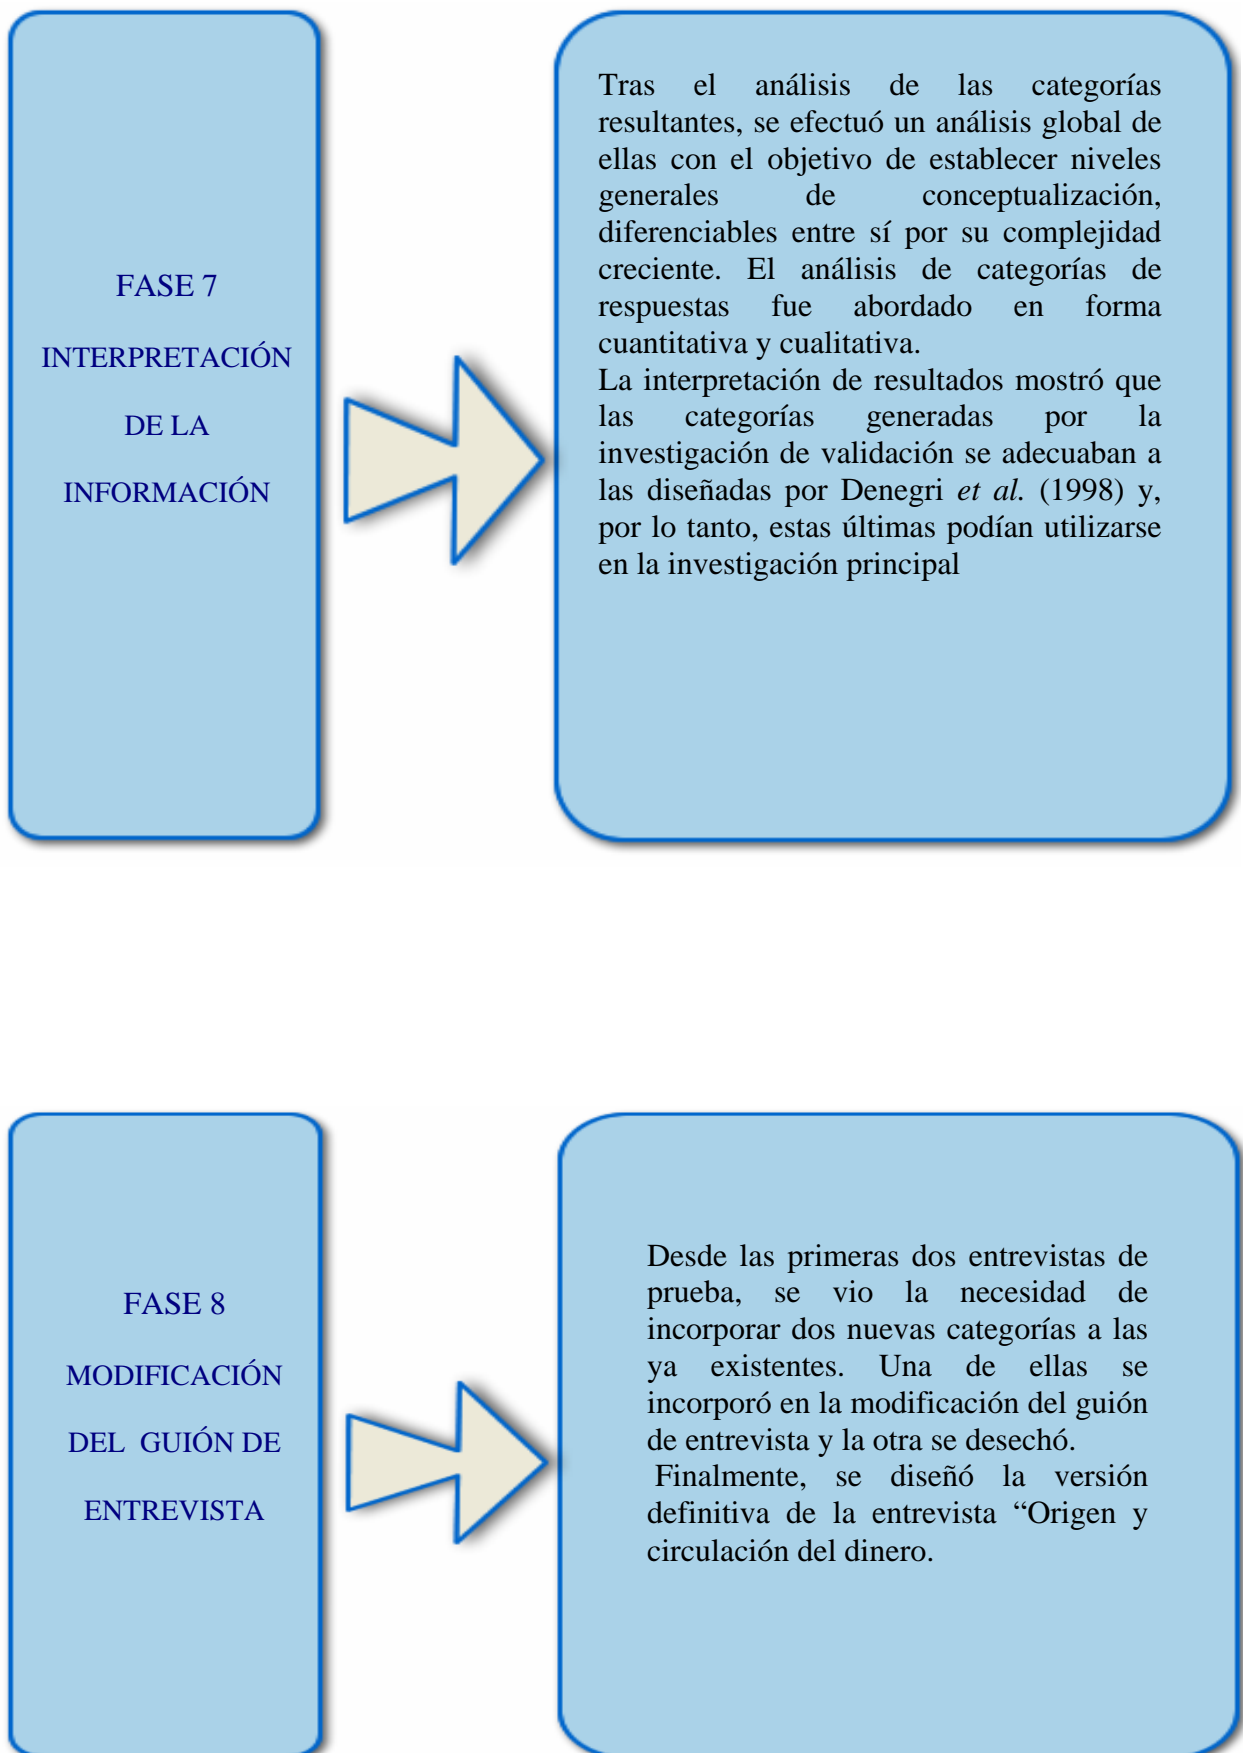 FASE 7
INTERPRETACIÓN
DE LA
INFORMACIÓN
Tras el análisis de las categorías
resultantes, se efectuó un análisis global de
ellas con el objetivo de establecer niveles
generales de conceptualización,
diferenciables entre sí por su complejidad
creciente. El análisis de categorías de
respuestas fue abordado en forma
cuantitativa y cualitativa.
La interpretación de resultados mostró que
las categorías generadas por la
investigación de validación se adecuaban a
las diseñadas por Denegri et al. (1998) y,
por lo tanto, estas últimas podían utilizarse
en la investigación principal
FASE 8
MODIFICACIÓN
DEL GUIÓN DE
ENTREVISTA
Desde las primeras dos entrevistas de
prueba, se vio la necesidad de
incorporar dos nuevas categorías a las
ya existentes. Una de ellas se
incorporó en la modificación del guión
de entrevista y la otra se desechó.
Finalmente, se diseñó la versión
definitiva de la entrevista “Origen y
circulación del dinero.